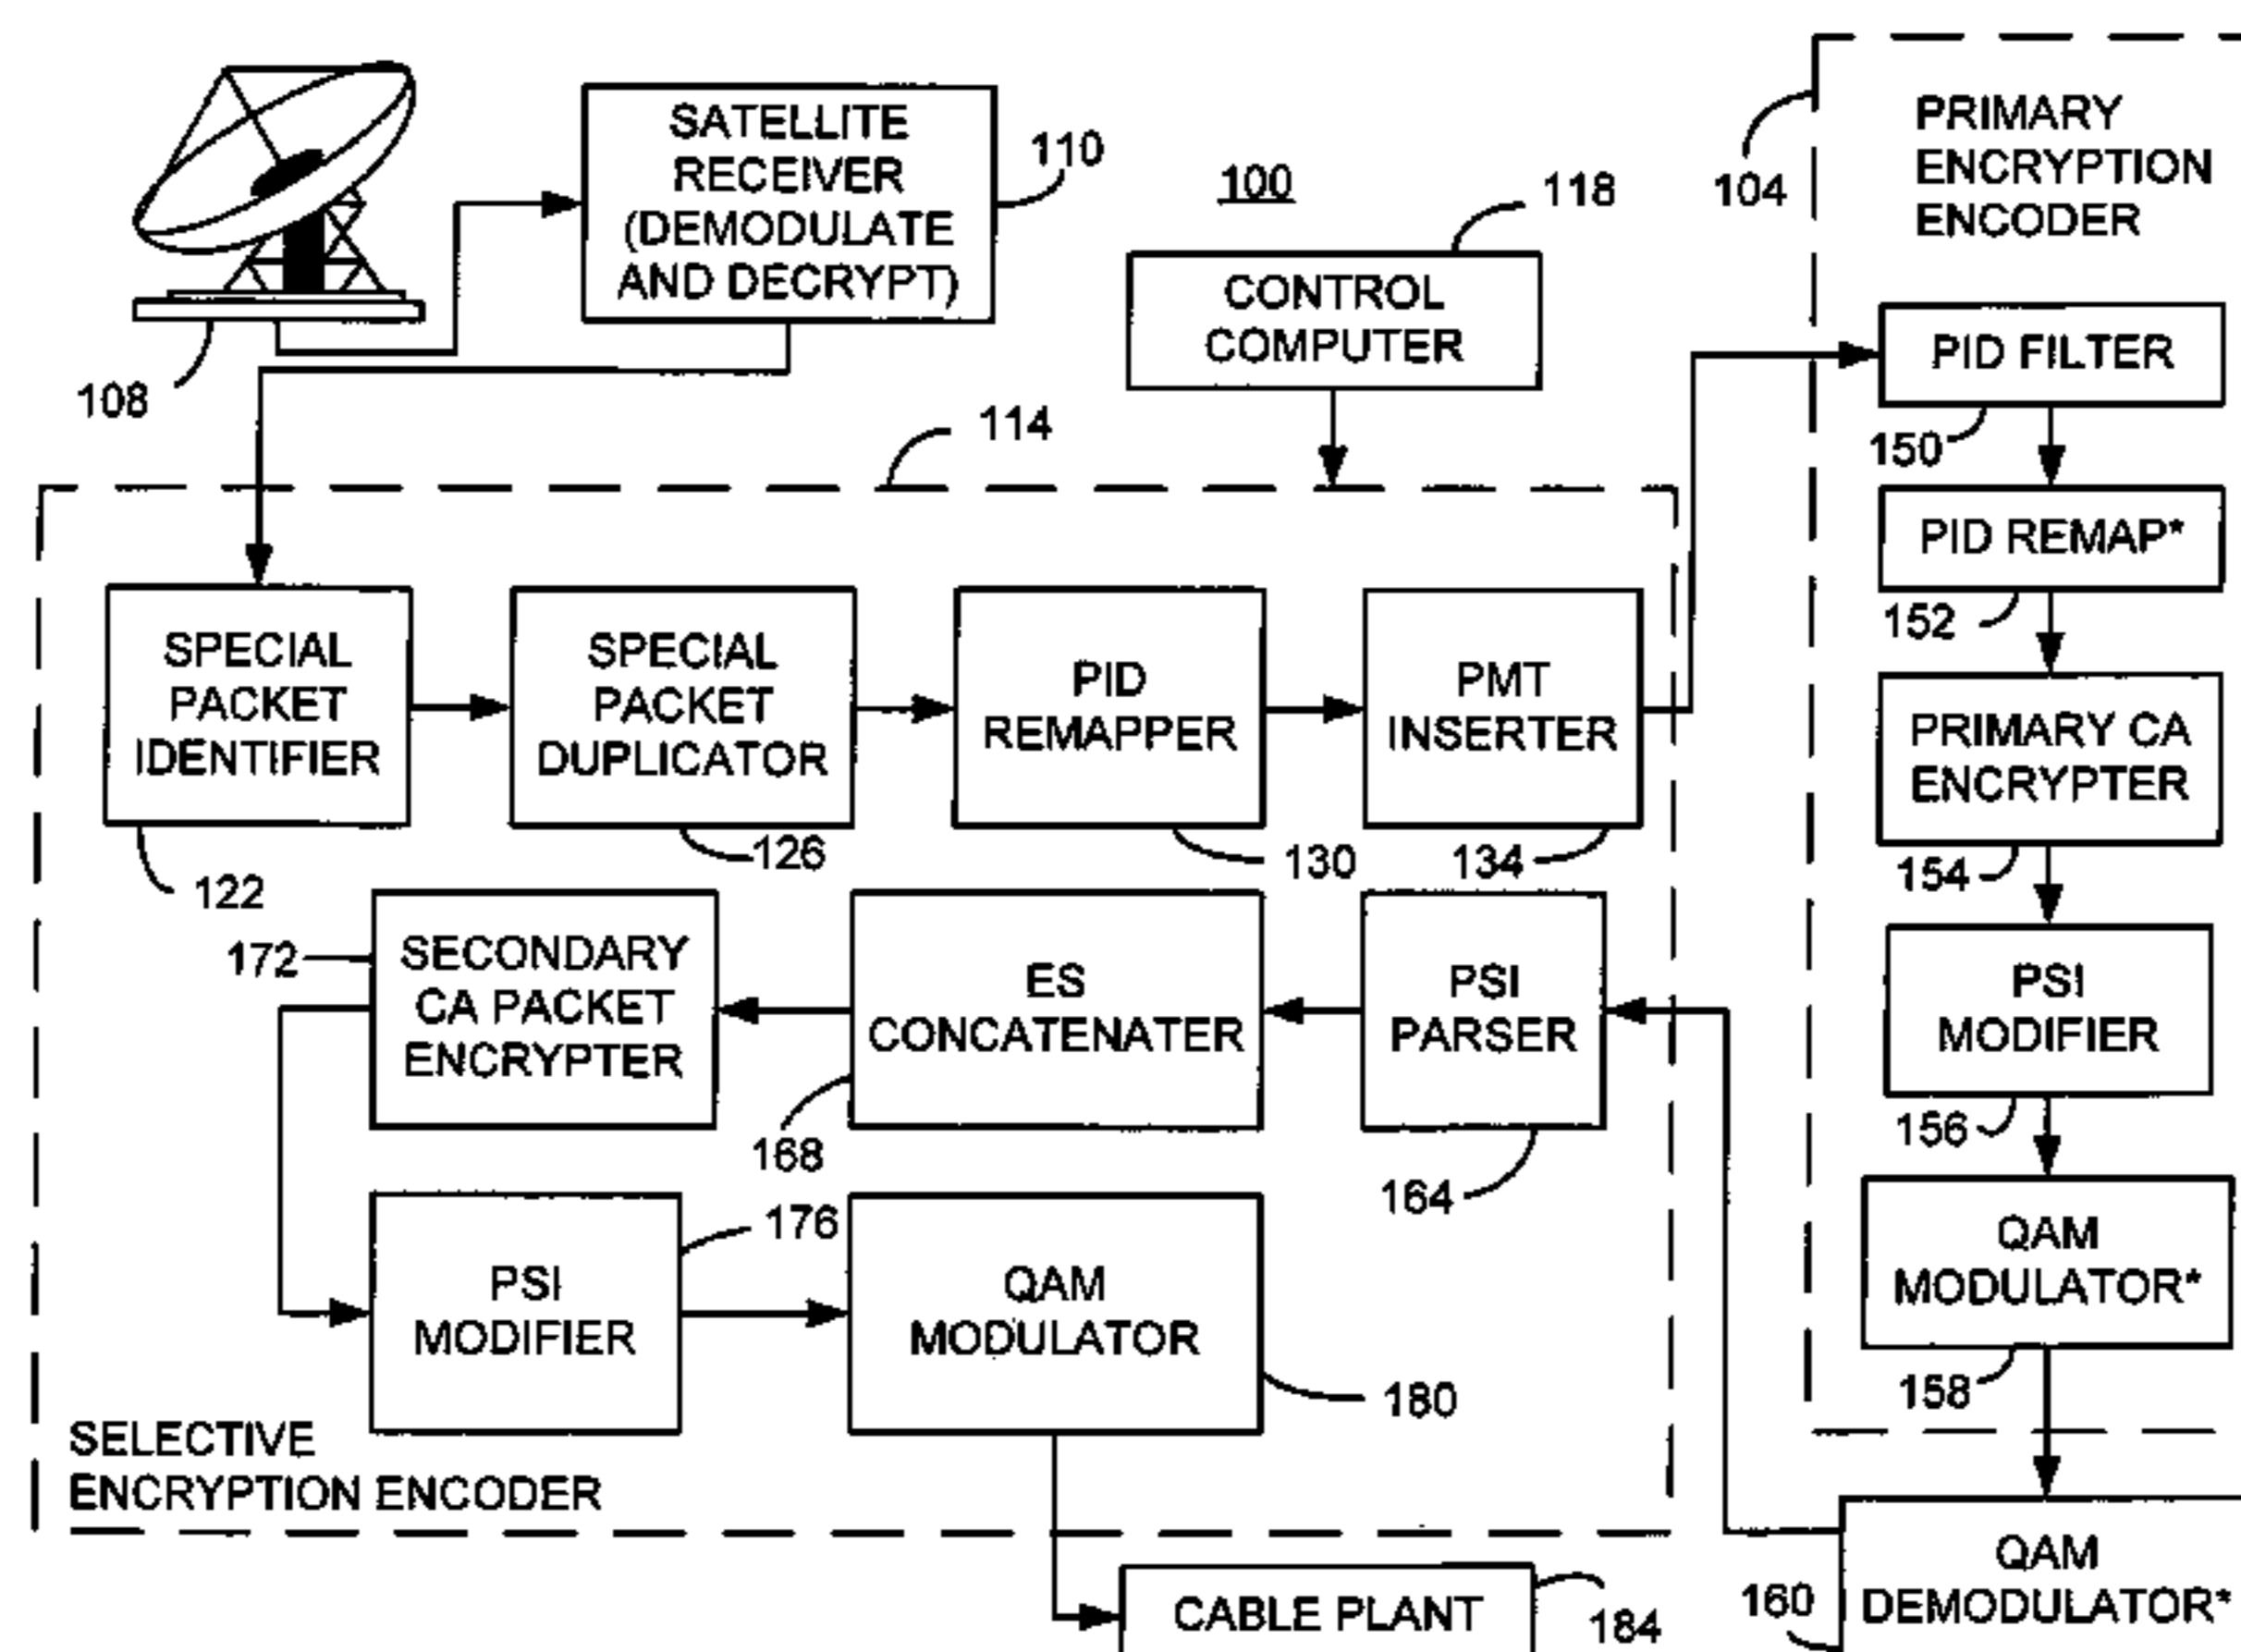 SATELLITE
RECEIVER
(DEMODULATE
AND DECRYPT)
110
100
118
104
PRIMARY
ENCRYPTION
ENCODER
CONTROL
COMPUTER
108
114
PID FILTER
150
PID REMAP*
152
SPECIAL
PACKET
IDENTIFIER
SPECIAL
PACKET
DUPLICATOR
PID
REMAPPER
PMT
INSERTER
PRIMARY CA
ENCRYPTER
122
126
130
134
154
172
SECONDARY
CA PACKET
ENCRYPTER
ES
CONCATENATER
PSI
PARSER
PSI
MODIFIER
168
164
156
176
PSI
MODIFIER
QAM
MODULATOR
180
QAM
MODULATOR*
158
SELECTIVE
ENCRYPTION ENCODER
CABLE PLANT
184
160
QAM
DEMODULATOR*